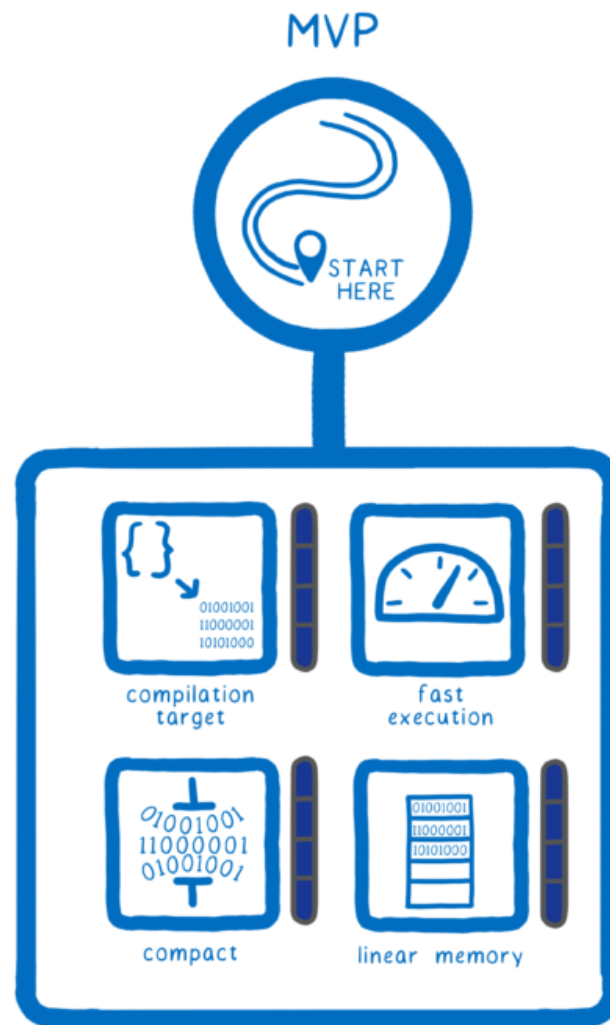 MVP
START
HERE
{}
01001001
11000001
10101000
compilation
target
fast
execution
01001001
11000001
01001001
compact
01001001
11000001
10101000
linear memory